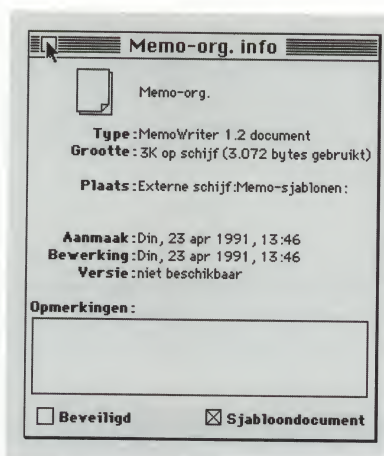 Memo-org. info
Memo-org.
Type: MemoWriter 1.2 document
Grootte: 3K op schijf (3.072 bytes gebruikt)
Plaats: Externe schijf:Memo-sjablonen:
Aanmaak: Din, 23 apr 1991, 13:46
Bewerking: Din, 23 apr 1991, 13:46
Versie: niet beschikbaar
Opmerkingen:
Beveiligd Sjabloondocument